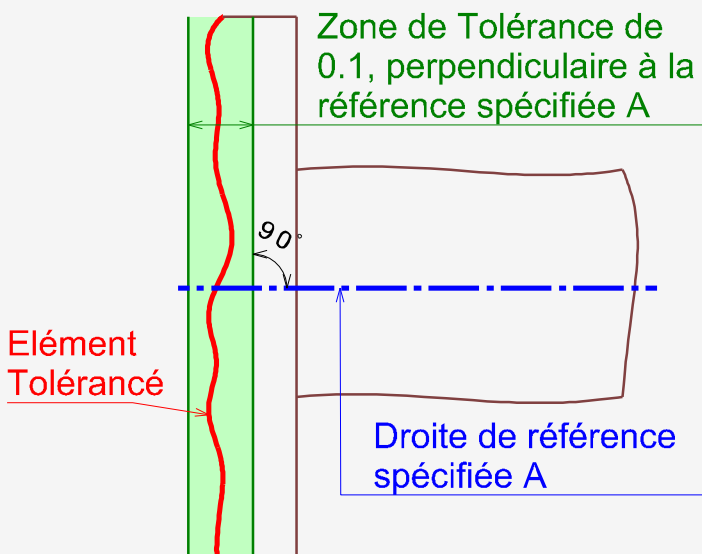 Zone de Tolérance de
0.1, perpendiculaire à la
référence spécifiée A
90°
Elément
Tolérancé
Droite de référence
spécifiée A